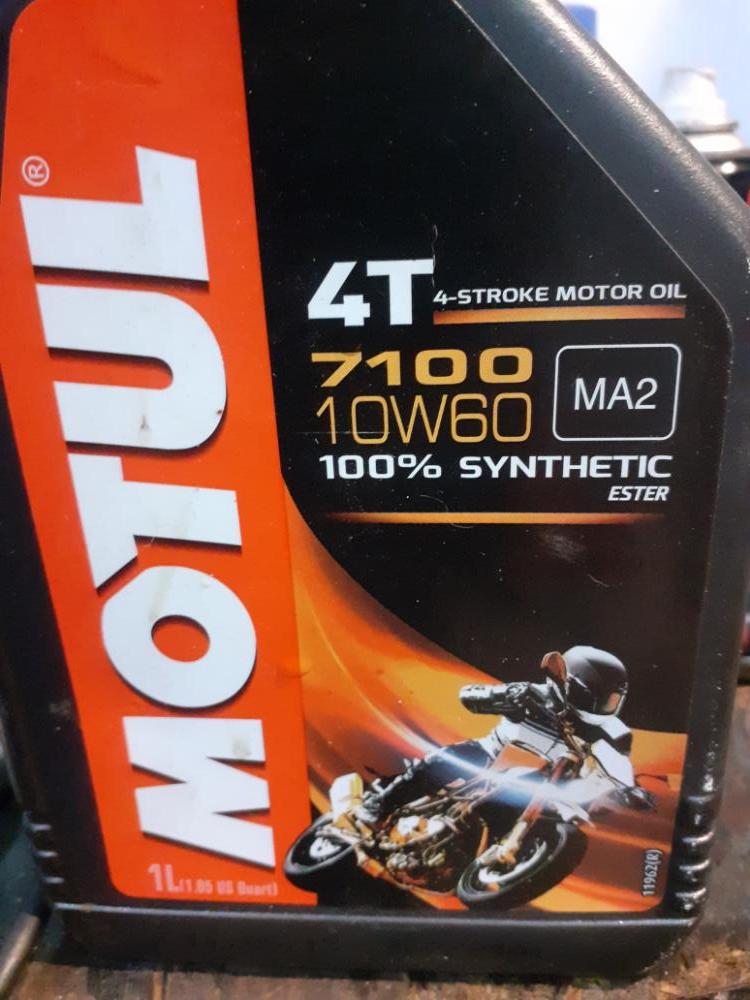 MOTUL®
4T 4-STROKE MOTOR OIL
7100
10W60
MA2
100% SYNTHETIC
ESTER
1L(1.05 US Quart)
11962(R)